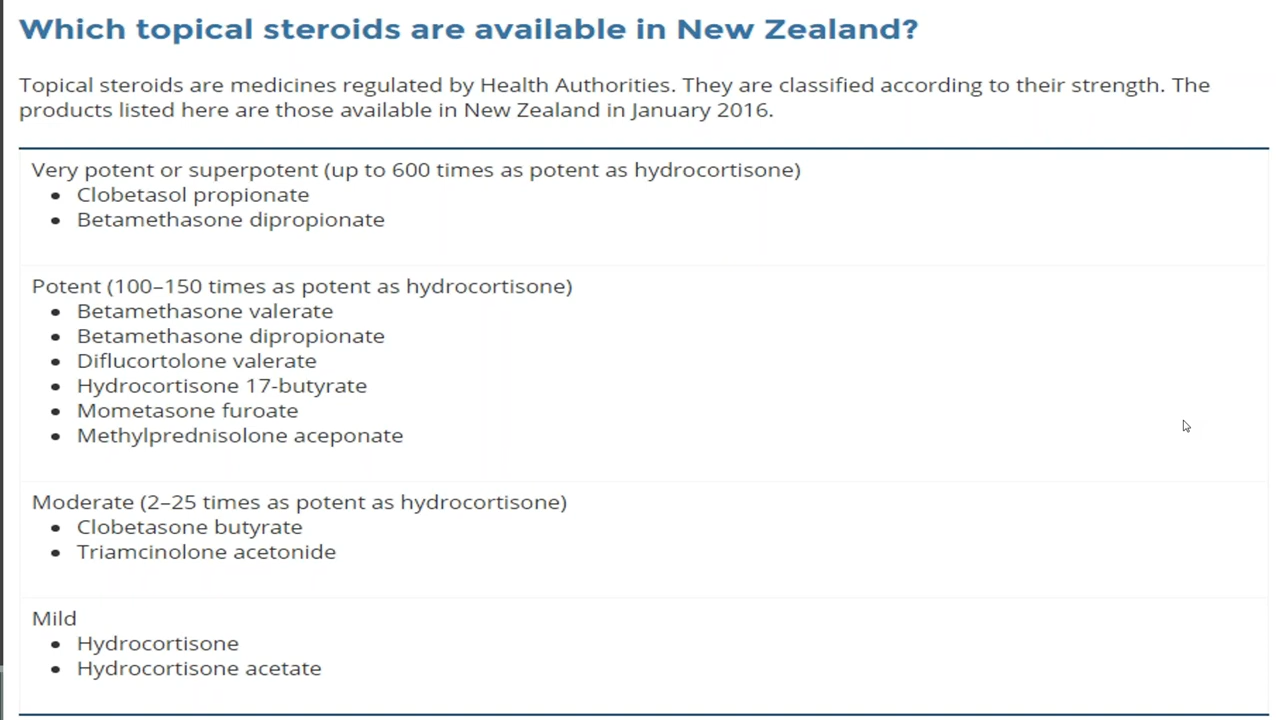 Which topical steroids are available in New Zealand?
Topical steroids are medicines regulated by Health Authorities. They are classified according to their strength. The
products listed here are those available in New Zealand in January 2016.
Very potent or superpotent (up to 600 times as potent as hydrocortisone)
• Clobetasol propionate
• Betamethasone dipropionate
Potent (100–150 times as potent as hydrocortisone)
• Betamethasone valerate
• Betamethasone dipropionate
• Diflucortolone valerate
• Hydrocortisone 17-butyrate
• Mometasone furoate
• Methylprednisolone aceponate
Moderate (2–25 times as potent as hydrocortisone)
• Clobetasone butyrate
• Triamcinolone acetonide
Mild
• Hydrocortisone
• Hydrocortisone acetate